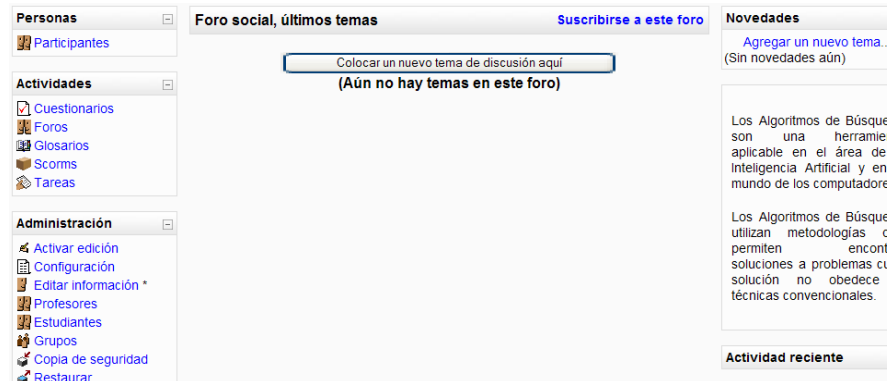 Personas
Participantes
Actividades
Cuestionarios
Foros
Glosarios
Scorms
Tareas
Administración
Activar edición
Configuración
Editar información *
Profesores
Estudiantes
Grupos
Copia de seguridad
Restaurar
Foro social, últimos temas
Suscribirse a este foro
Colocar un nuevo tema de discusión aquí
(Aún no hay temas en este foro)
Novedades
Agregar un nuevo tema..
(Sin novedades aún)
Los Algoritmos de Búsque
son una herramie
aplicable en el área de
Inteligencia Artificial y en
mundo de los computadore
Los Algoritmos de Búsque
utilizan metodologías
permiten encont
soluciones a problemas cu
solución no obedece
técnicas convencionales.
Actividad reciente